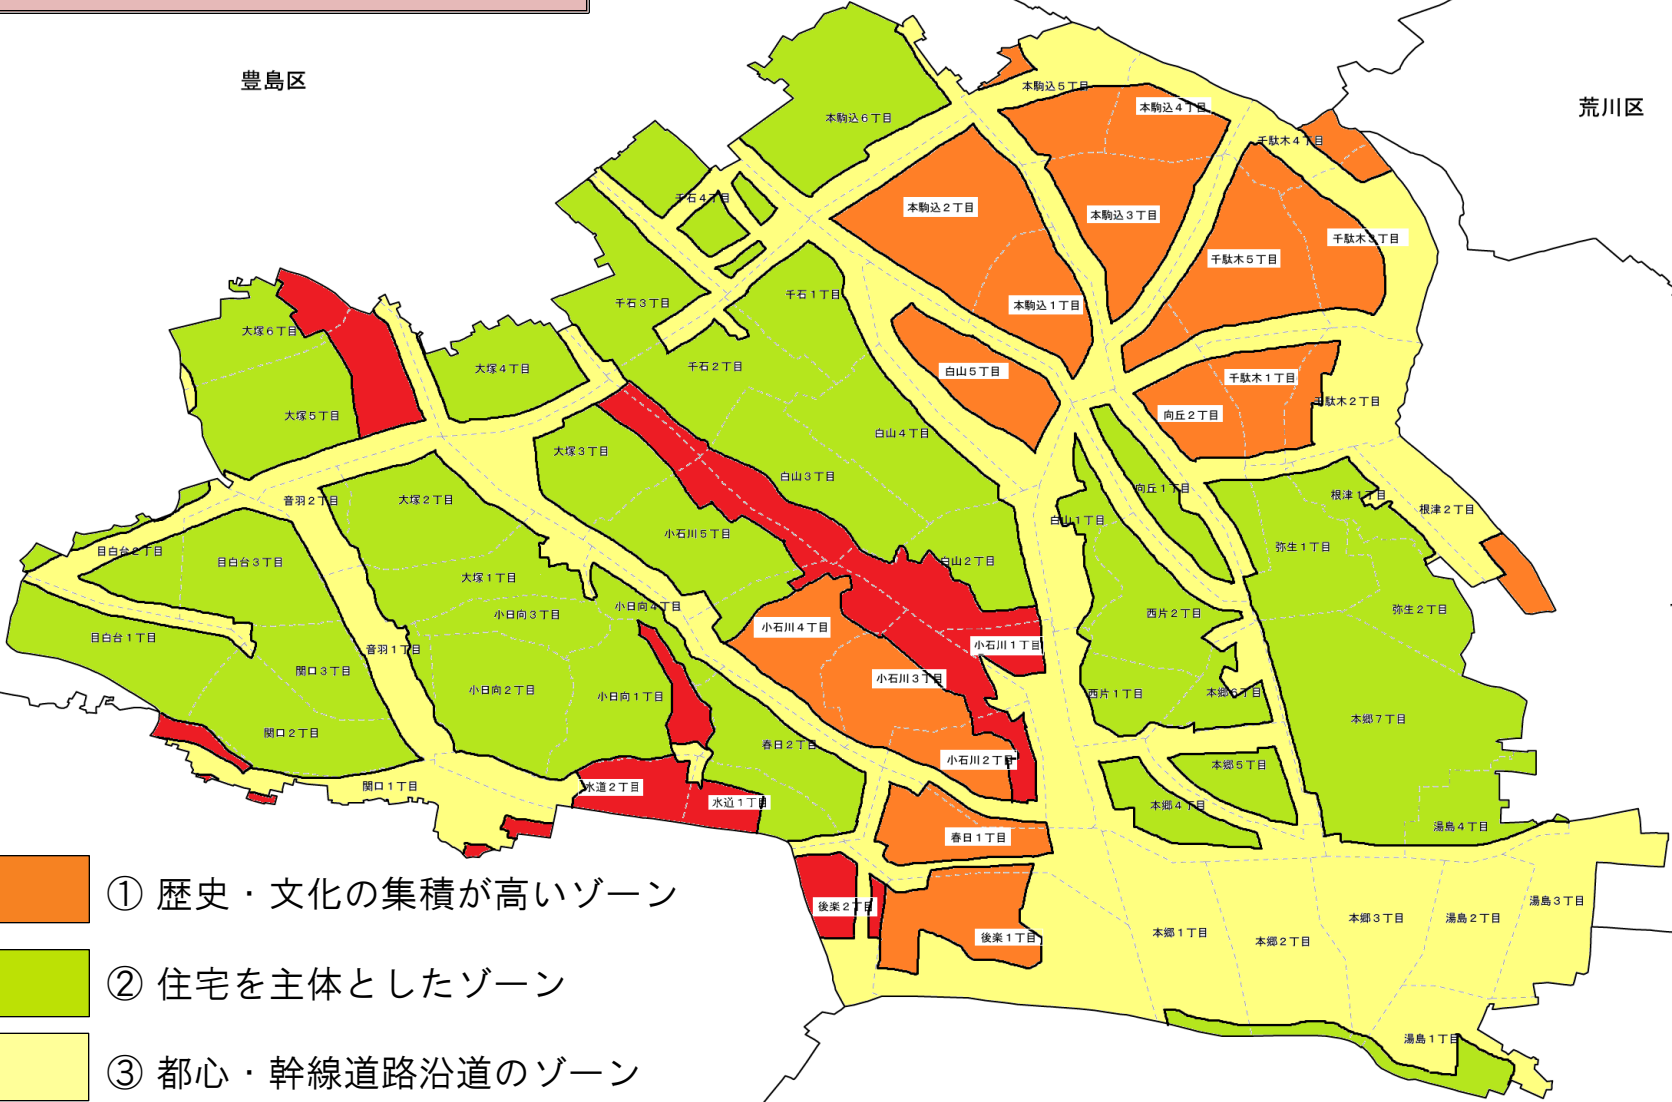 豊島区
荒川区
本駒込5丁目
本駒込4丁目
本駒込6丁目
千駄木4丁目
千石4丁目
本駒込2丁目
本駒込3丁目
千駄木3丁目
千駄木5丁目
千石1丁目
千石3丁目
本駒込1丁目
大塚6丁目
大塚4丁目
千石2丁目
白山5丁目
千駄木1丁目
千駄木2丁目
大塚5丁目
向丘2丁目
白山4丁目
大塚3丁目
白山3丁目
向丘1丁目
根津1丁目
音羽2丁目
大塚2丁目
根津2丁目
白山1丁目
小石川5丁目
目白台2丁目
目白台3丁目
弥生1丁目
白山2丁目
大塚1丁目
小日向4丁目
小日向3丁目
西片2丁目
弥生2丁目
小石川4丁目
目白台1丁目
小石川1丁目
音羽1丁目
関口3丁目
小石川3丁目
小日向2丁目
小日向1丁目
西片1丁目
本郷6丁目
本郷7丁目
関口2丁目
春日2丁目
小石川2丁目
本郷5丁目
関口1丁目
水道2丁目
水道1丁目
本郷4丁目
湯島4丁目
春日1丁目
① 歴史・文化の集積が高いゾーン
後楽2丁目
湯島3丁目
本郷3丁目
湯島2丁目
本郷1丁目
後楽1丁目
本郷2丁目
② 住宅を主体としたゾーン
湯島1丁目
③ 都心・幹線道路沿道のゾーン